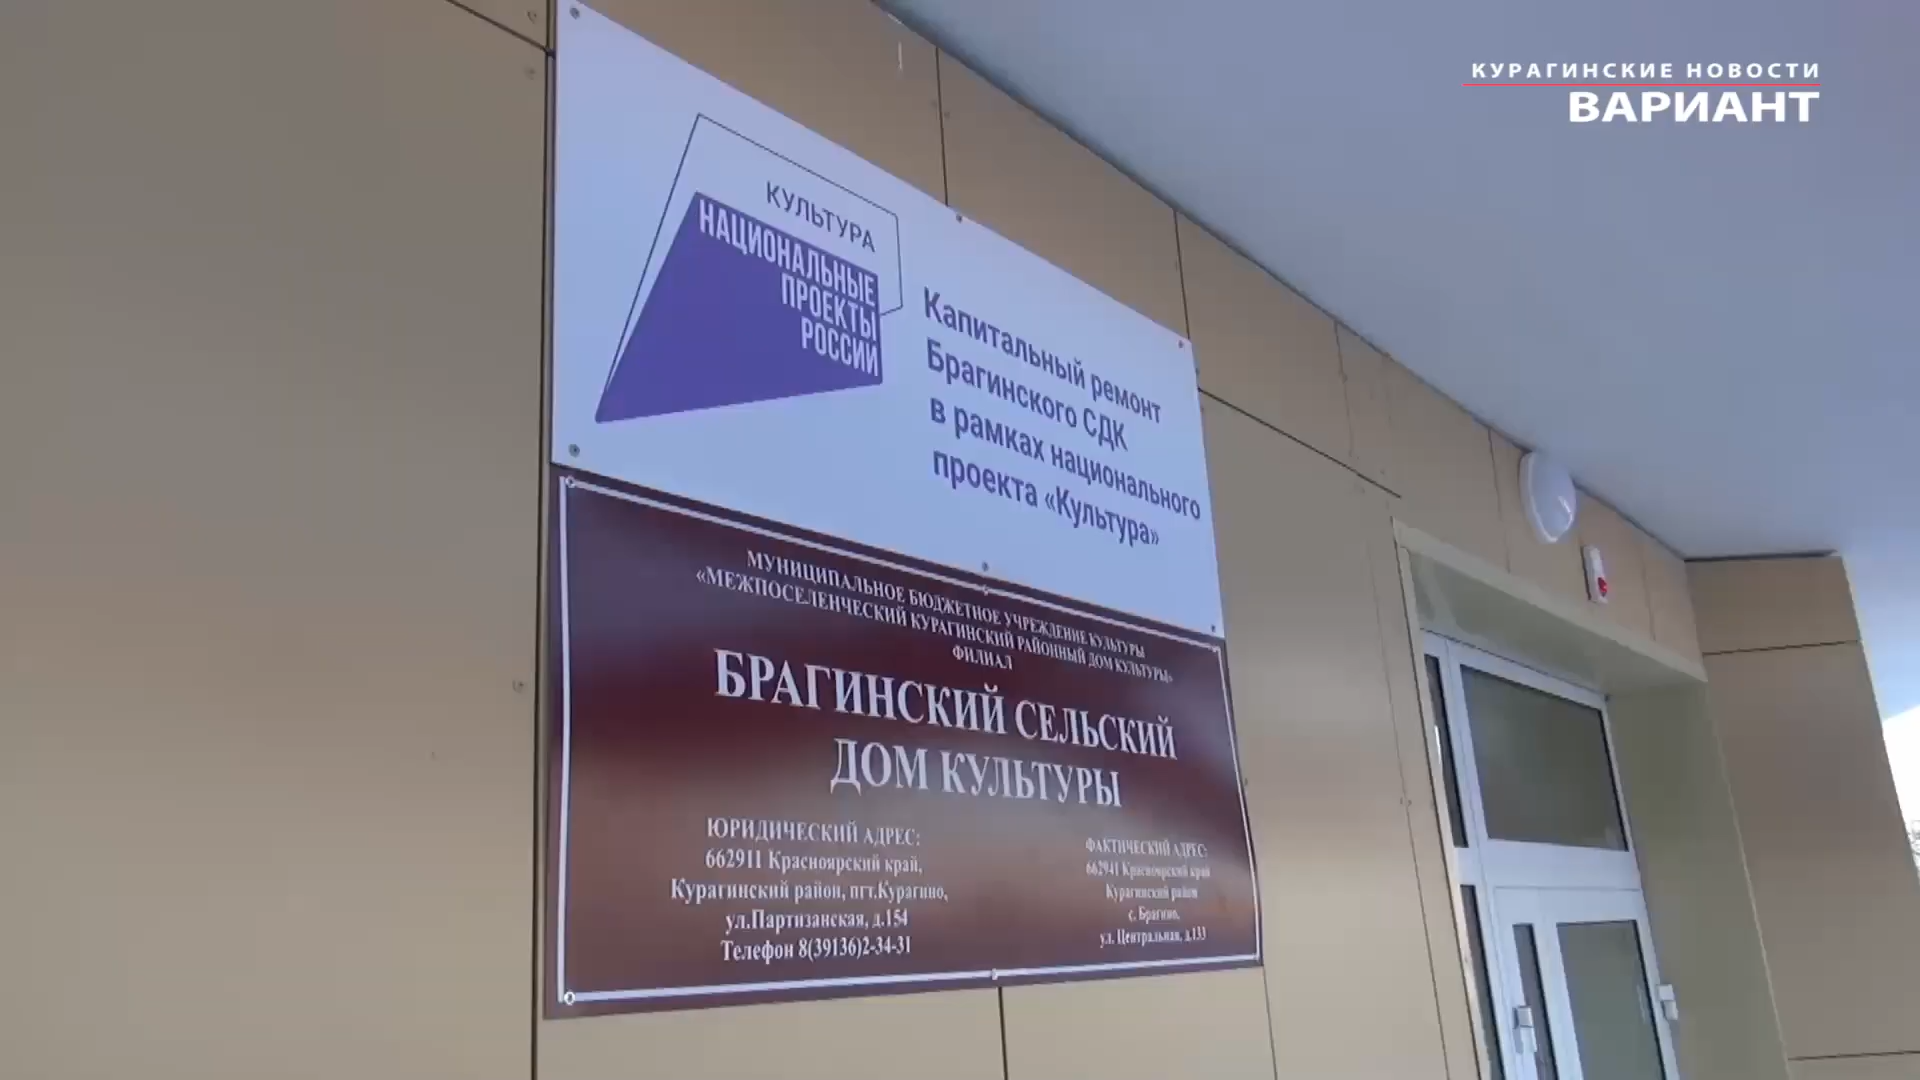 КУРАГИНСКИЕ НОВОСТИ
ВАРИАНТ
КУЛЬТУРА
НАЦИОНАЛЬНЫЕ
ПРОЕКТЫ
РОССИИ
Капитальный ремонт
Брагинского СДК
в рамках национального
проекта «Культура»
МУНИЦИПАЛЬНОЕ БЮДЖЕТНОЕ УЧРЕЖДЕНИЕ КУЛЬТУРЫ
«МЕЖПОСЕЛЕНЧЕСКИЙ КУРАГИНСКИЙ РАЙОННЫЙ ДОМ КУЛЬТУРЫ»
ФИЛИАЛ
БРАГИНСКИЙ СЕЛЬСКИЙ
ДОМ КУЛЬТУРЫ
ЮРИДИЧЕСКИЙ АДРЕС:
662911 Красноярский край,
Курагинский район, пгт.Курагино,
ул.Партизанская, д.154
Телефон 8(39136)2-34-31
ФАКТИЧЕСКИЙ АДРЕС:
662941 Красноярский край
Курагинский район
с. Брагино,
ул. Центральная, д.133